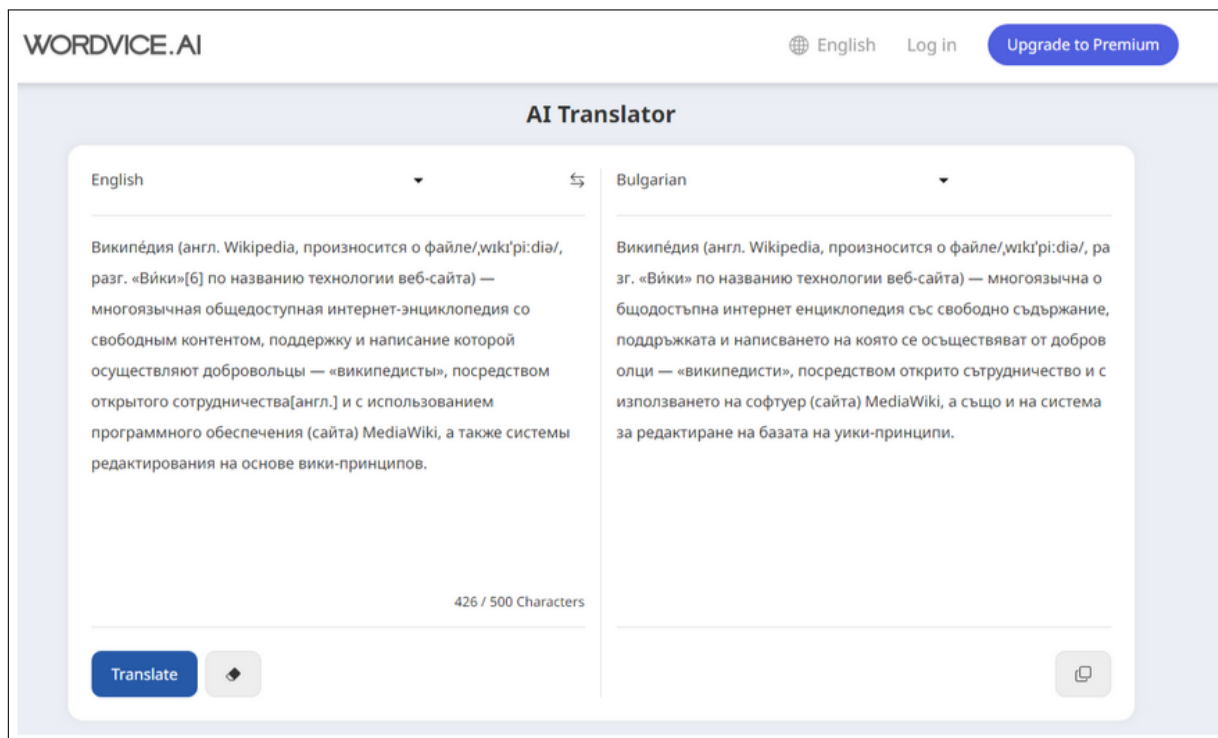 WORDVICE.AI
English
Log in
Upgrade to Premium
AI Translator
English
Bulgarian
Википе́дия (англ. Wikipedia, произносится о файле/ˌwɪkɪˈpiːdiə/,
разг. «Ви́ки»[6] по названию технологии веб-сайта) —
многоязычная общедоступная интернет-энциклопедия со
свободным контентом, поддержку и написание которой
осуществляют добровольцы — «википедисты», посредством
открытого сотрудничества[англ.] и с использованием
программного обеспечения (сайта) MediaWiki, а также системы
редактирования на основе вики-принципов.
426 / 500 Characters
Translate
Википе́дия (англ. Wikipedia, произносится о файле/ˌwɪkɪˈpiːdiə/, ра
зг. «Ви́ки» по названию технологии веб-сайта) — многоязычна о
бщодостъпна интернет енциклопедия със свободно съдържание,
поддръжката и написването на която се осъществяват от добров
олци — «википедисти», посредством открито сътрудничество и с
използването на софтуер (сайта) MediaWiki, а също и на система
за редактиране на базата на уики-принципи.